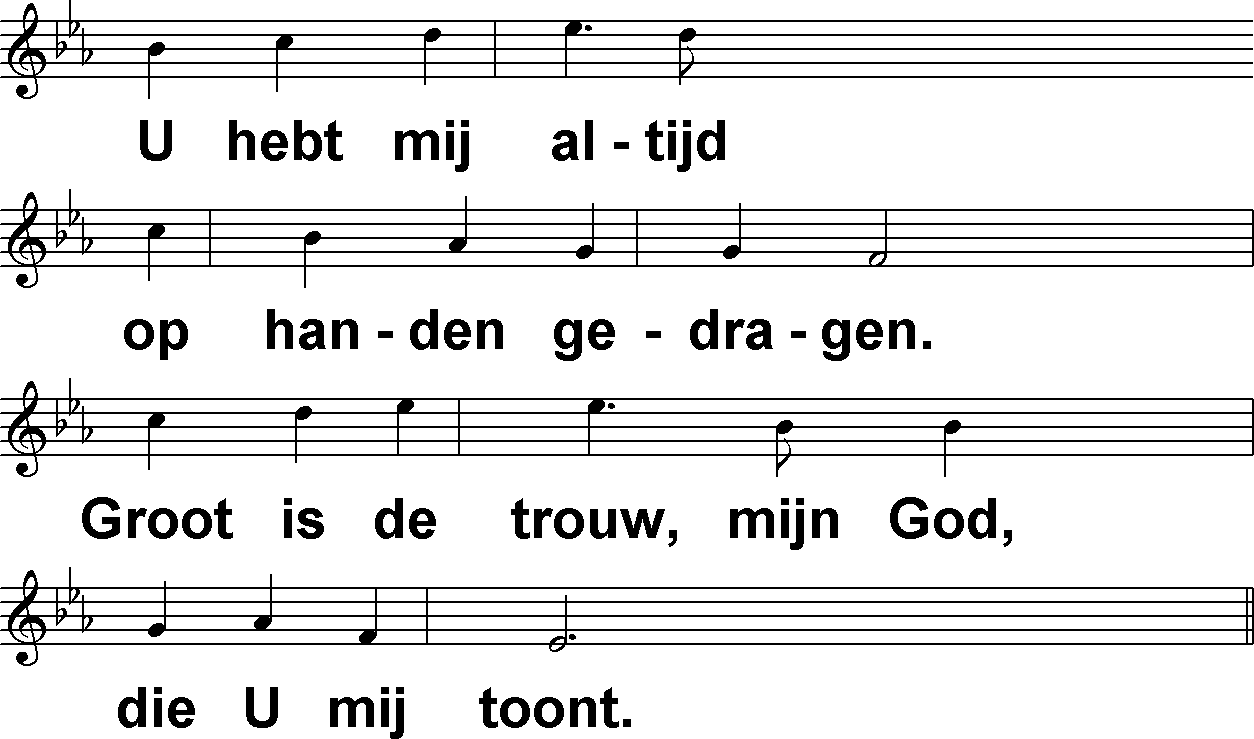 U hebt mij al - tijd
op han - den ge - dra - gen.
Groot is de trouw, mijn God,
die U mij toont.